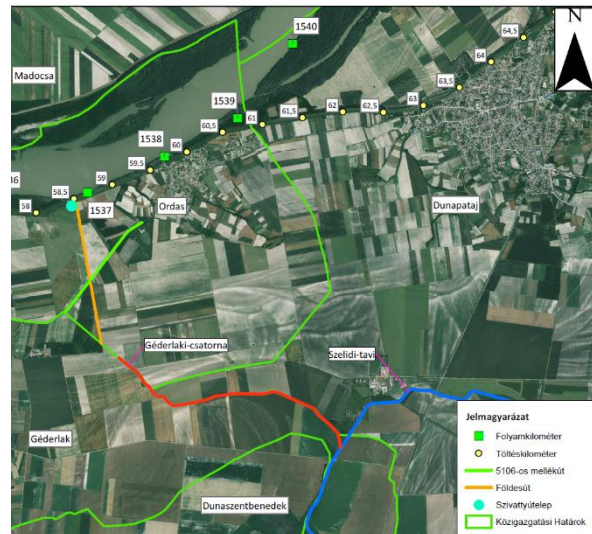 1540
N
64,5
Madocsa
64
63,5
1539
63
62,5
62
61,5
61
60,5
1538
60
59,5
59
58,5
36
58
1537
Ordas
Dunapataj
Géderlaki-csatorna
Szelidi-tavi
Géderlak
Dunaszentbenedek
Jelmagyarázat
Folyamkilométer
Töltéskilométer
5106-os mellékút
Földesút
Szivattyútelep
Közigazgatási Határok